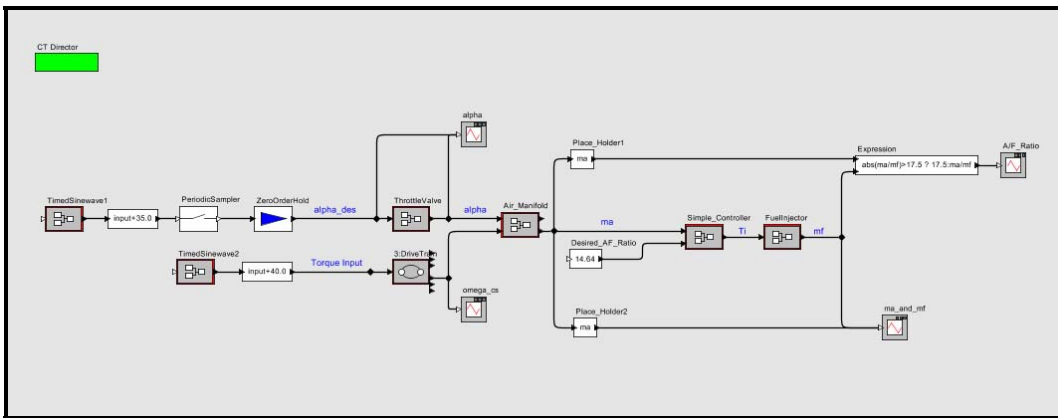 CT Director
alpha
Place_Holder1
ma
Expression
abs(ma/mf)>17.5 ? 17.5:ma/mf
A/F_Ratio
TimedSinewave1
input+35.0
PeriodicSampler
ZeroOrderHold
alpha_des
ThrottleValve
alpha
Air_Manifold
ma
Simple_Controller
Ti
FuelInjector
mf
Desired_AF_Ratio
14.64
TimedSinewave2
input+40.0
Torque Input
3:DriveTrain
omega_cs
Place_Holder2
ma
ma_and_mf